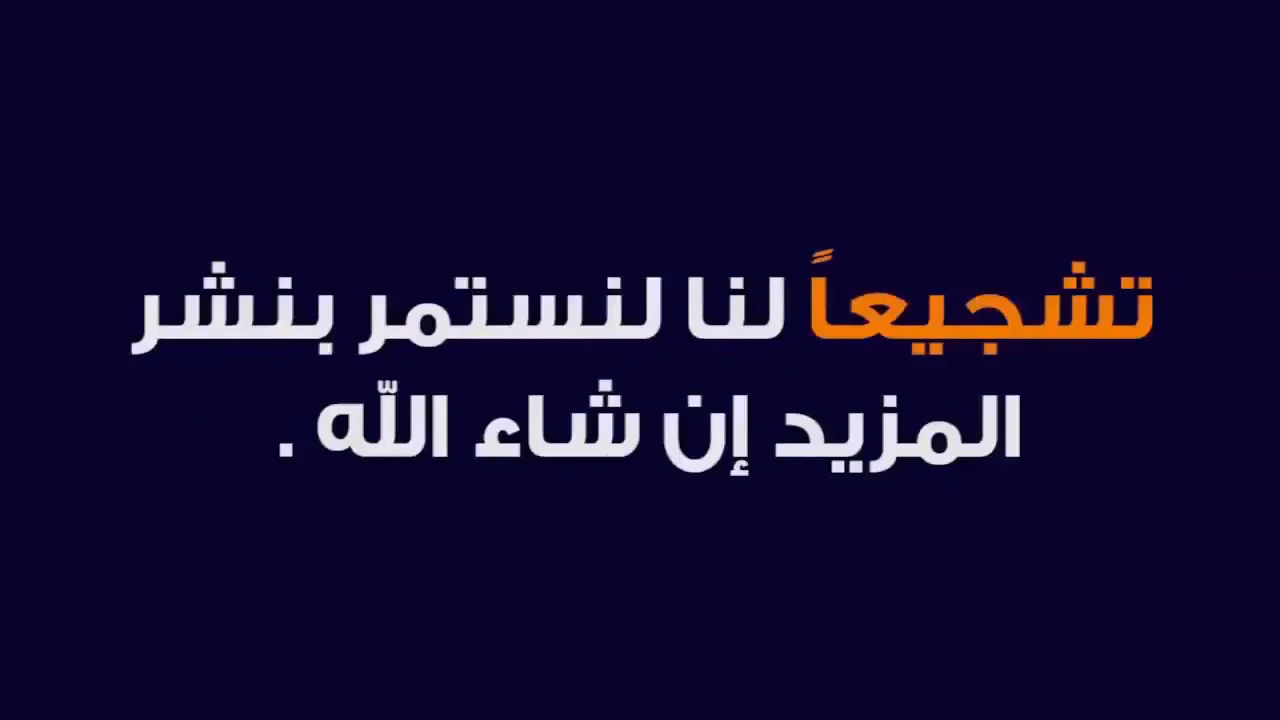 تشجيعاً لنا لنستمر بنشر
المزيد إن شاء اللّه .